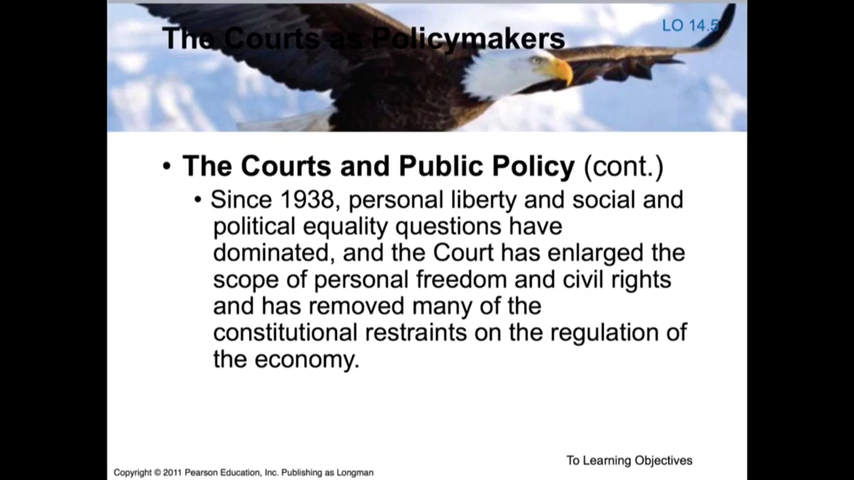 The Courts as Policymakers
LO 14.5
• The Courts and Public Policy (cont.)
• Since 1938, personal liberty and social and
political equality questions have
dominated, and the Court has enlarged the
scope of personal freedom and civil rights
and has removed many of the
constitutional restraints on the regulation of
the economy.
To Learning Objectives
Copyright © 2011 Pearson Education, Inc. Publishing as Longman